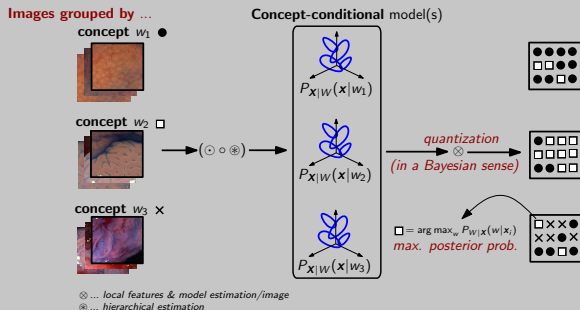 Images grouped by ...
Concept-conditional model(s)
concept w₁ ●
P_X|W(x|w₁)
concept w₂ □
(⊙ ∘ ⊛)
P_X|W(x|w₂)
quantization
⊗
(in a Bayesian sense)
concept w₃ ×
P_X|W(x|w₃)
□ = arg max_w P_W|X(w|x_i)
max. posterior prob.
⊗ ... local features & model estimation/image
⊛ ... hierarchical estimation